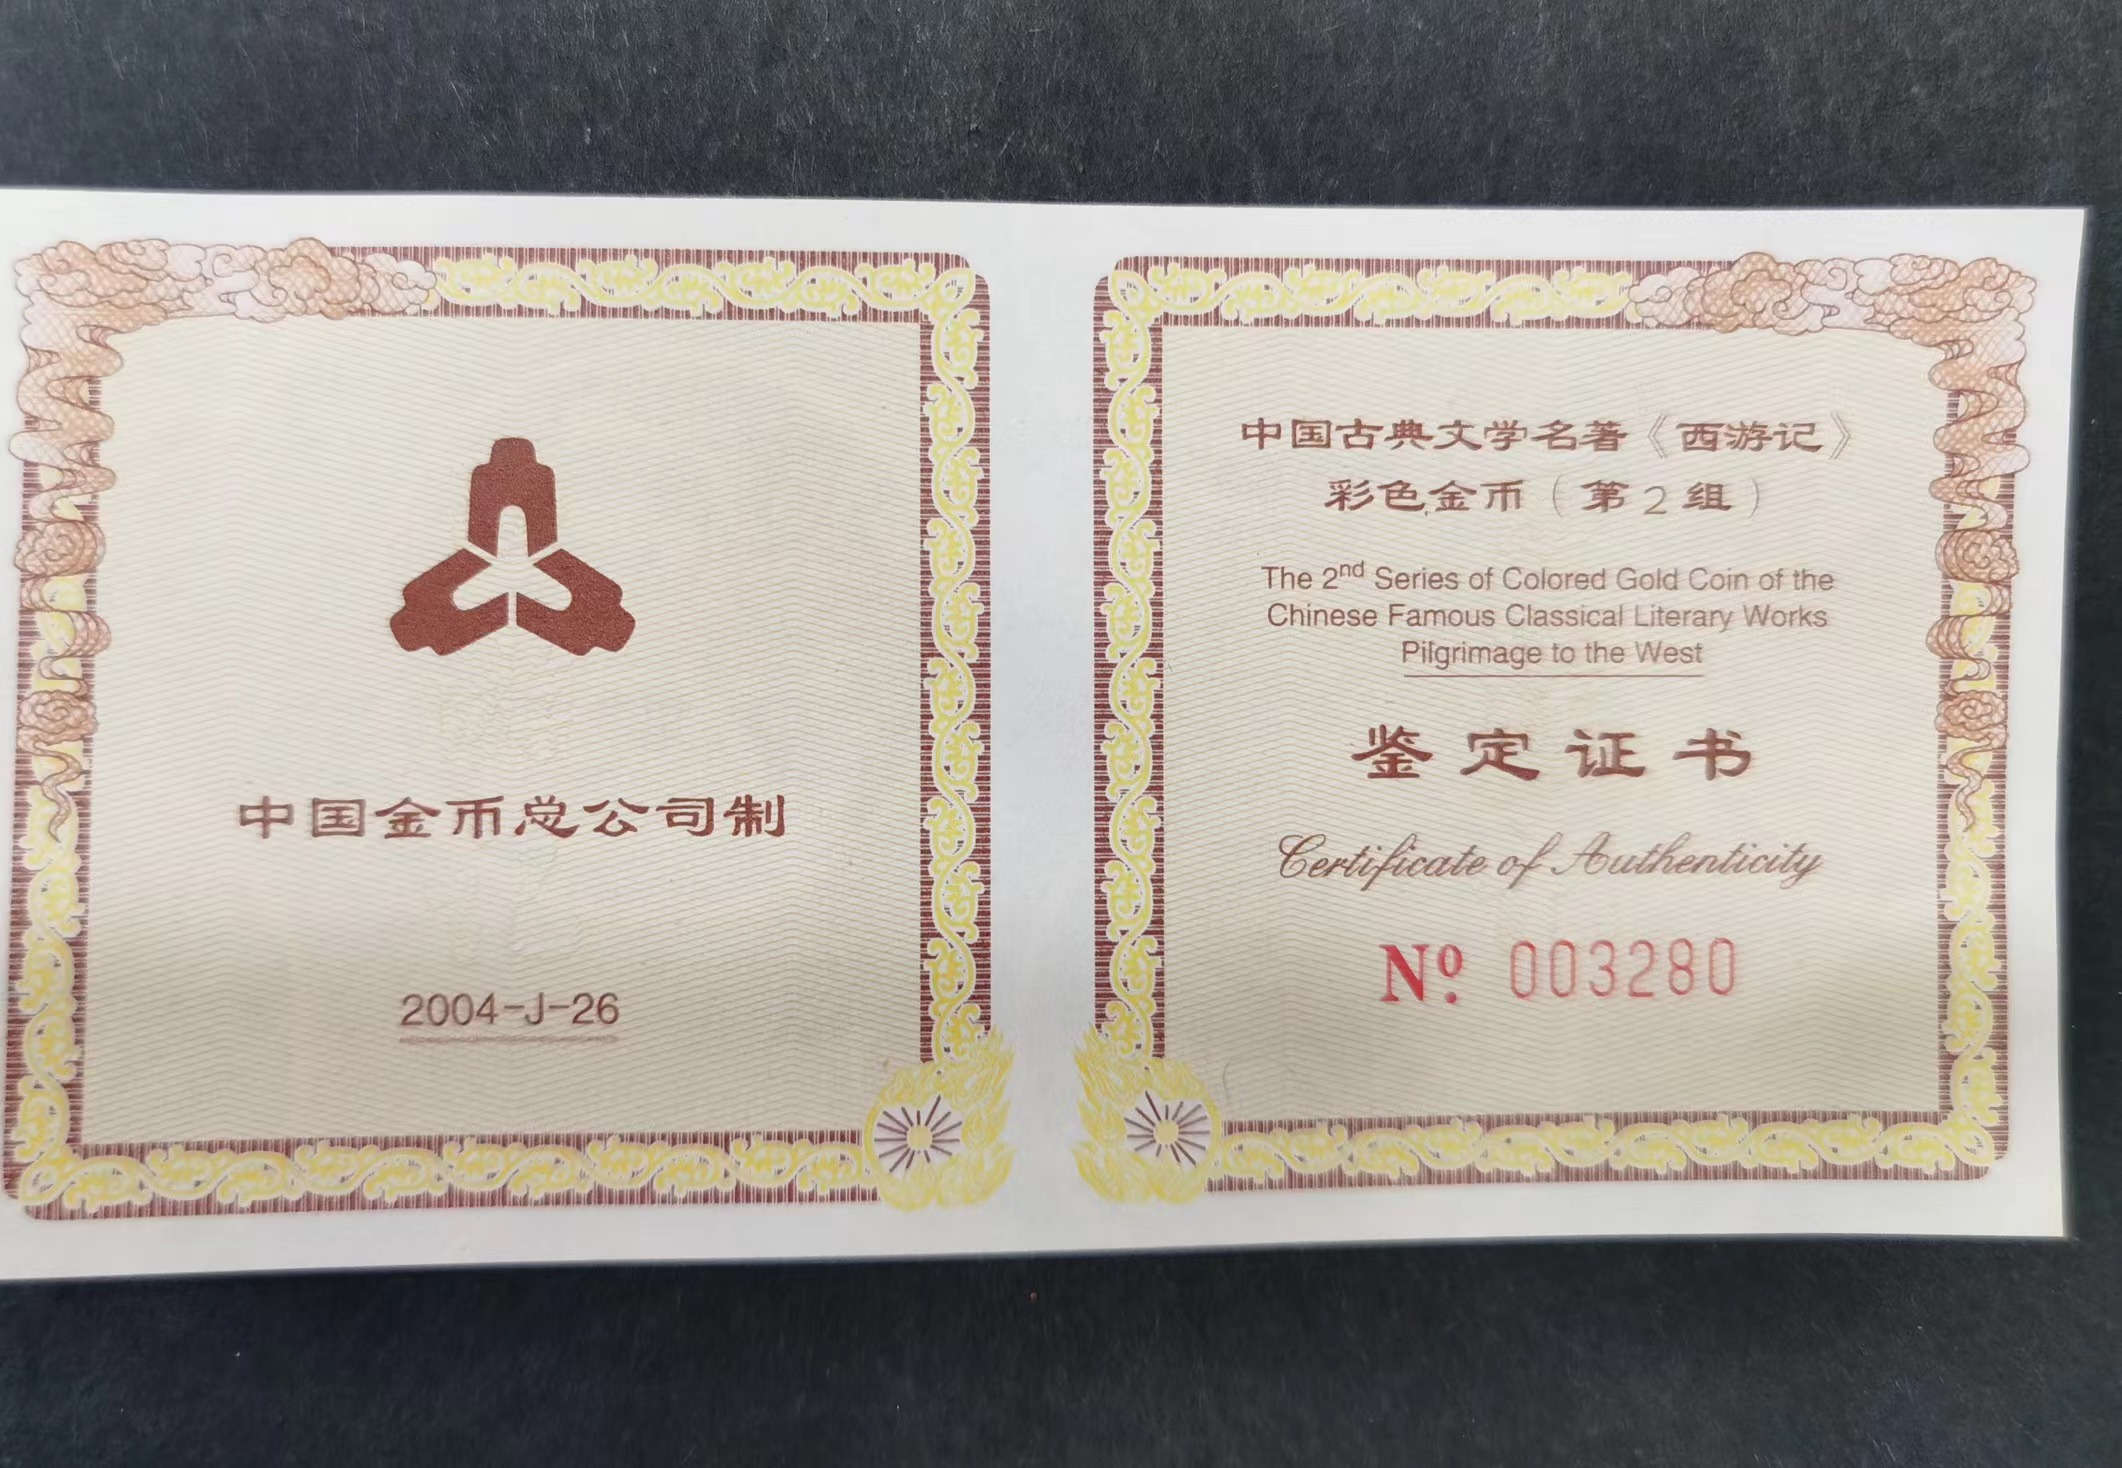 中国金币总公司制
2004-J-26
中国古典文学名著《西游记》
彩色金币（第2组）
The 2nd Series of Colored Gold Coin of the
Chinese Famous Classical Literary Works
Pilgrimage to the West
鉴定证书
Certificate of Authenticity
Nº. 003280